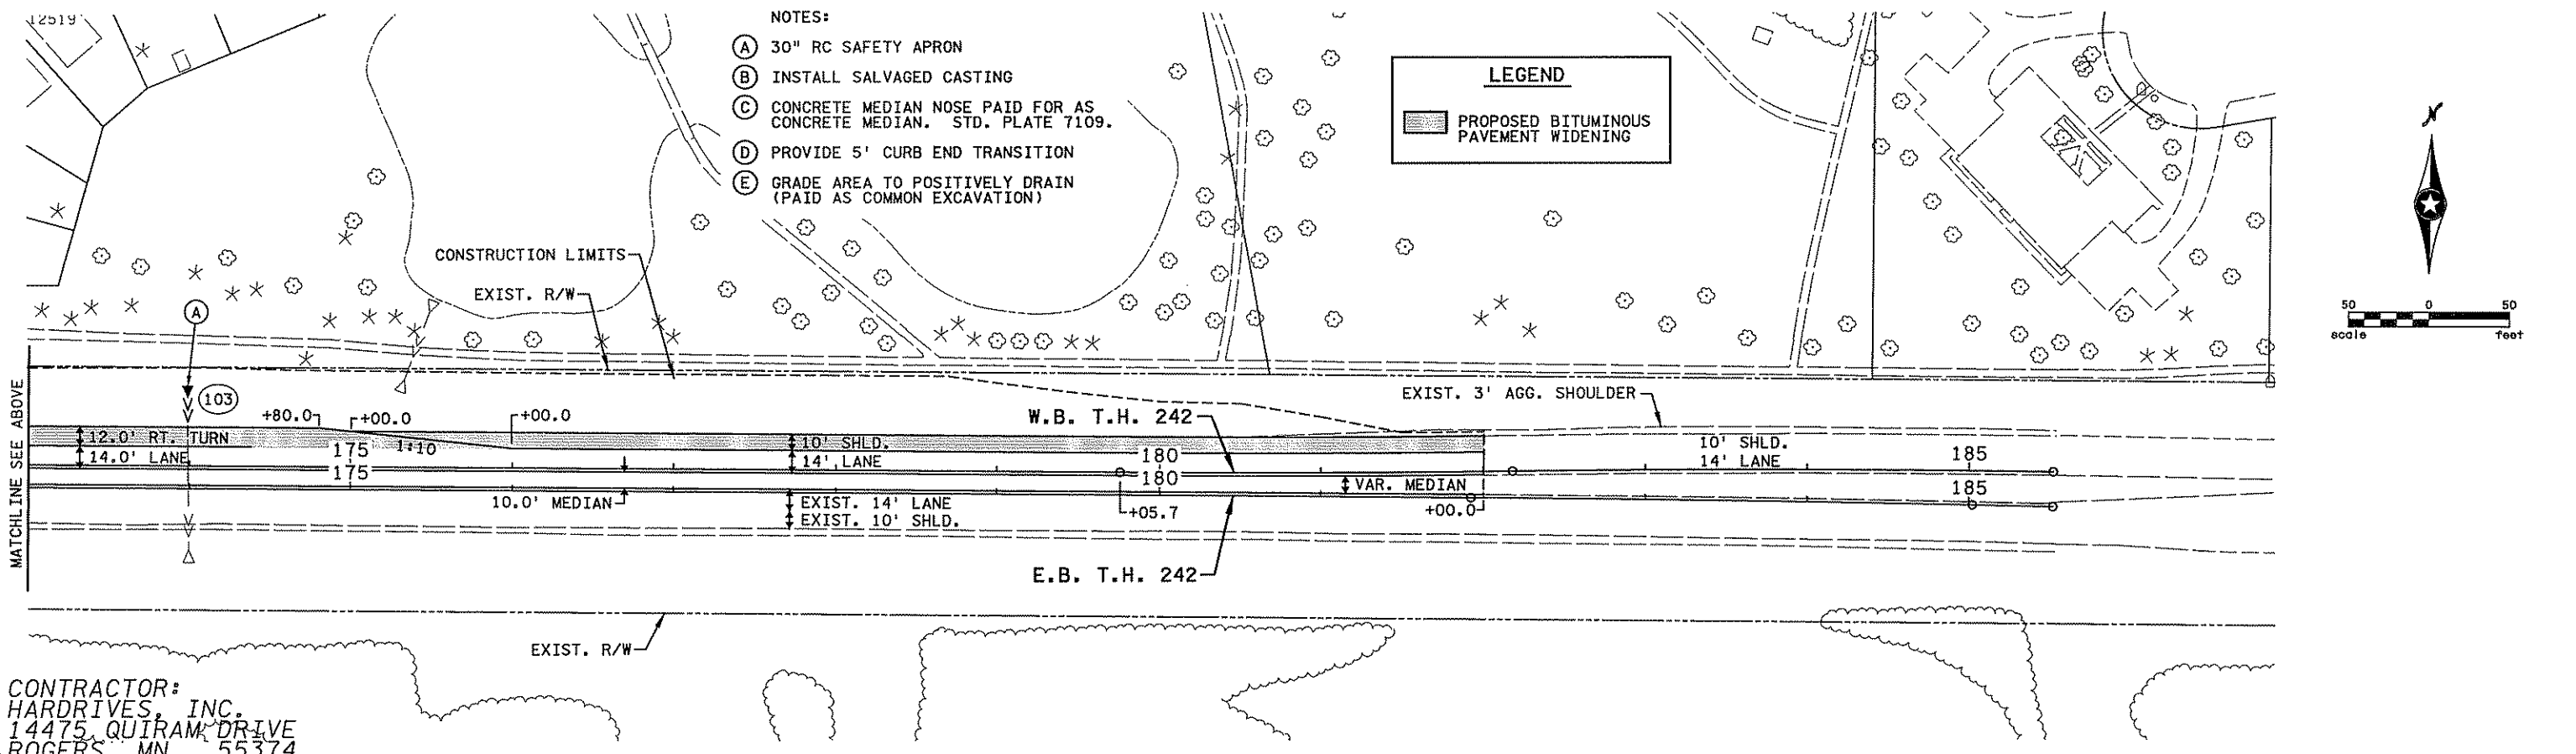 12519
NOTES:
A 30" RC SAFETY APRON
B INSTALL SALVAGED CASTING
C CONCRETE MEDIAN NOSE PAID FOR AS
CONCRETE MEDIAN. STD. PLATE 7109.
D PROVIDE 5' CURB END TRANSITION
E GRADE AREA TO POSITIVELY DRAIN
(PAID AS COMMON EXCAVATION)
LEGEND
PROPOSED BITUMINOUS
PAVEMENT WIDENING
N
50 0 50
scale feet
CONSTRUCTION LIMITS
EXIST. R/W
A
103
MATCHLINE SEE ABOVE
EXIST. 3' AGG. SHOULDER
W.B. T.H. 242
+80.0 +00.0 +00.0
12.0' RT. TURN
14.0' LANE
175 1:10
175
10' SHLD.
14' LANE
180
180
10' SHLD.
14' LANE
185
185
VAR. MEDIAN
10.0' MEDIAN
EXIST. 14' LANE
EXIST. 10' SHLD.
+05.7
+00.0
E.B. T.H. 242
EXIST. R/W
CONTRACTOR:
HARDRIVES, INC.
14475 QUIRAM DRIVE
ROGERS, MN 55374